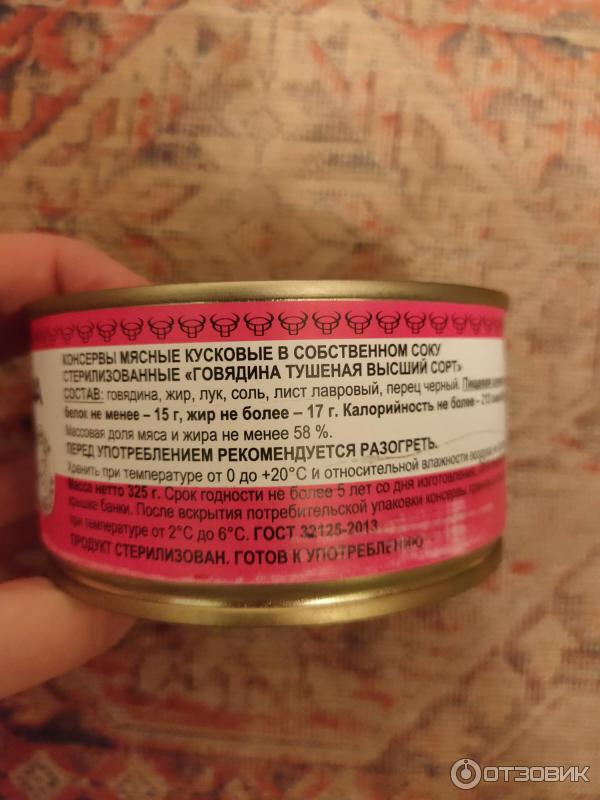 КОНСЕРВЫ МЯСНЫЕ КУСКОВЫЕ В СОБСТВЕННОМ СОКУ
СТЕРИЛИЗОВАННЫЕ «ГОВЯДИНА ТУШЕНАЯ ВЫСШИЙ СОРТ»
СОСТАВ: говядина, жир, лук, соль, лист лавровый, перец черный. Пищевая
белок не менее – 15 г, жир не более – 17 г. Калорийность не более –
Массовая доля мяса и жира не менее 58 %.
ПЕРЕД УПОТРЕБЛЕНИЕМ РЕКОМЕНДУЕТСЯ РАЗОГРЕТЬ.
Хранить при температуре от 0 до +20°С и относительной влажности воздуха
Масса нетто 325 г. Срок годности не более 5 лет со дня изготовления.
крышке банки. После вскрытия потребительской упаковки консервы
при температуре от 2°С до 6°С. ГОСТ 32125-2013
ПРОДУКТ СТЕРИЛИЗОВАН. ГОТОВ К УПОТРЕБЛЕНИЮ
ОТЗОВИК